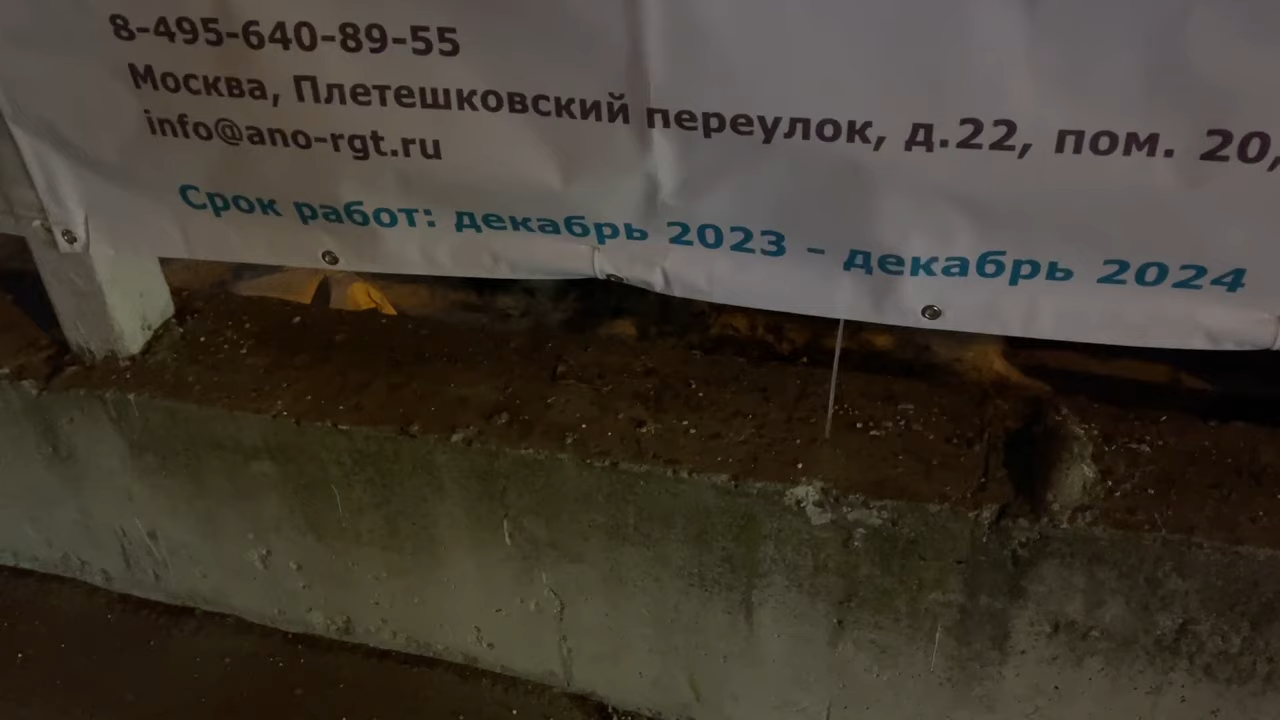 8-495-640-89-55
Москва, Плетешковский переулок, д.22, пом. 20,
info@ano-rgt.ru
Срок работ: декабрь 2023 - декабрь 2024